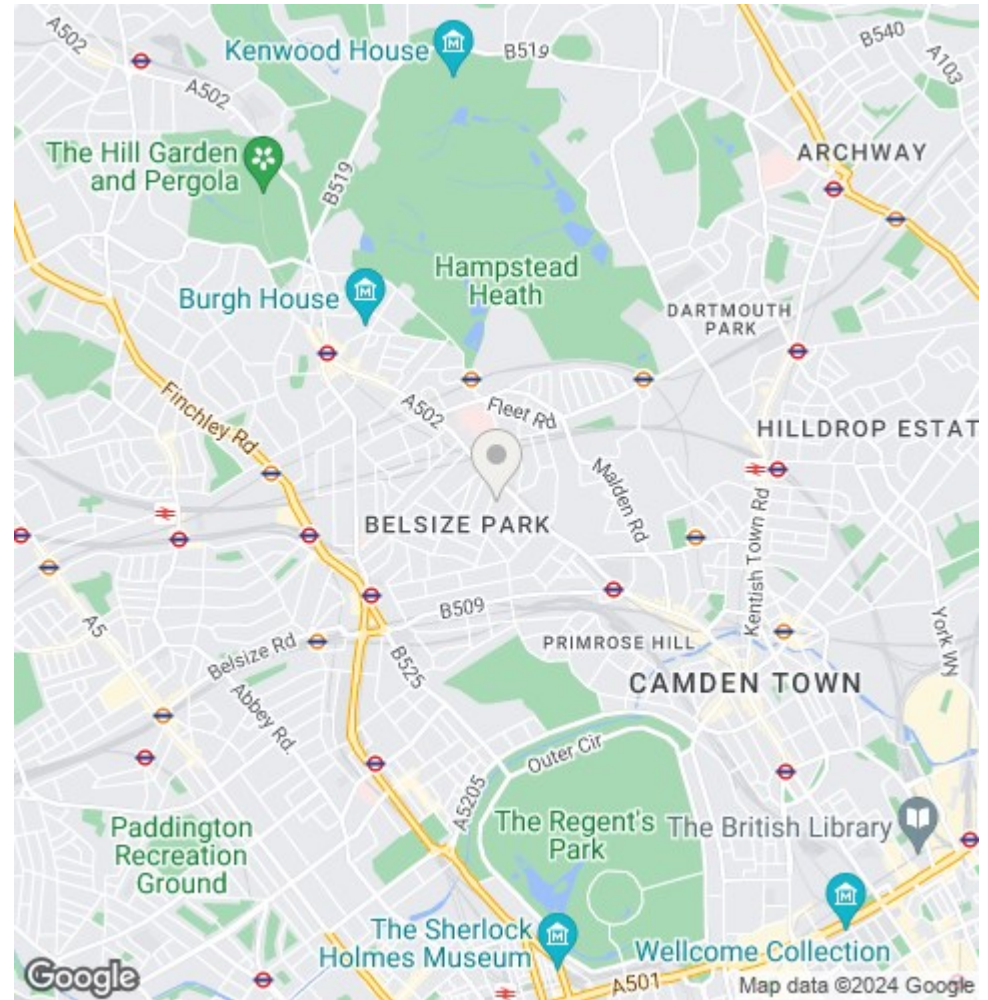 A502
Kenwood House
B519
B540
A103
A502
The Hill Garden
and Pergola
B519
ARCHWAY
Hampstead
Heath
Burgh House
DARTMOUTH
PARK
Finchley Rd
A502
Fleet Rd
HILLDROP ESTAT
Malden Rd
BELSIZE PARK
Kentish Town Rd
A5
B509
Belsize Rd
B525
PRIMROSE HILL
York Wy
Abbey Rd.
CAMDEN TOWN
Outer Cir
A5205
The Regent's
Park
The British Library
Paddington
Recreation
Ground
The Sherlock
Holmes Museum
Wellcome Collection
A501
Google
Map data ©2024 Google